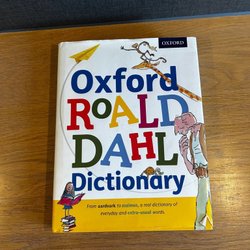 OXFORD
Oxford
ROALD
DAHL
Dictionary
From aardvark to zozimus, a real dictionary of
everyday and extra-usual words.